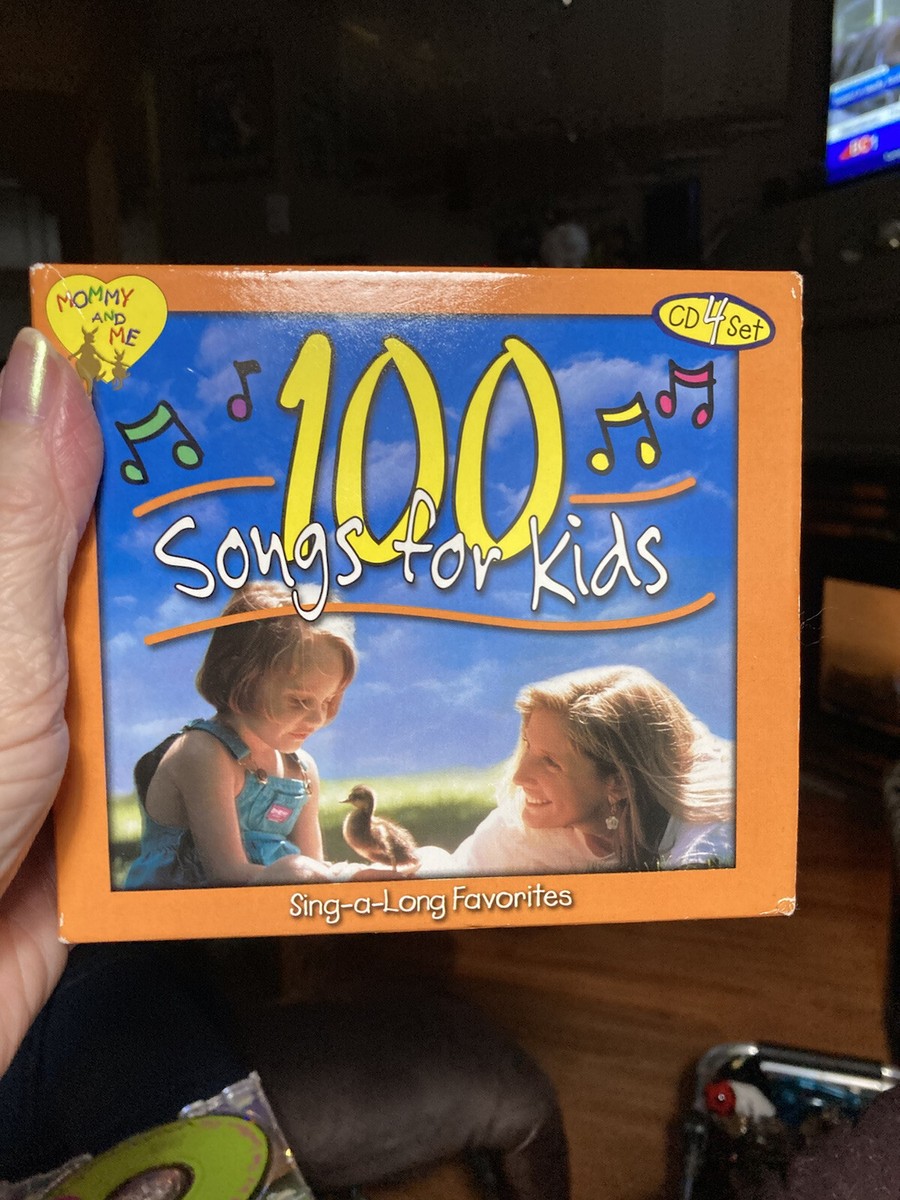 MOMMY
AND
ME
CD 4 Set
100
Songs for kids
Sing-a-Long Favorites